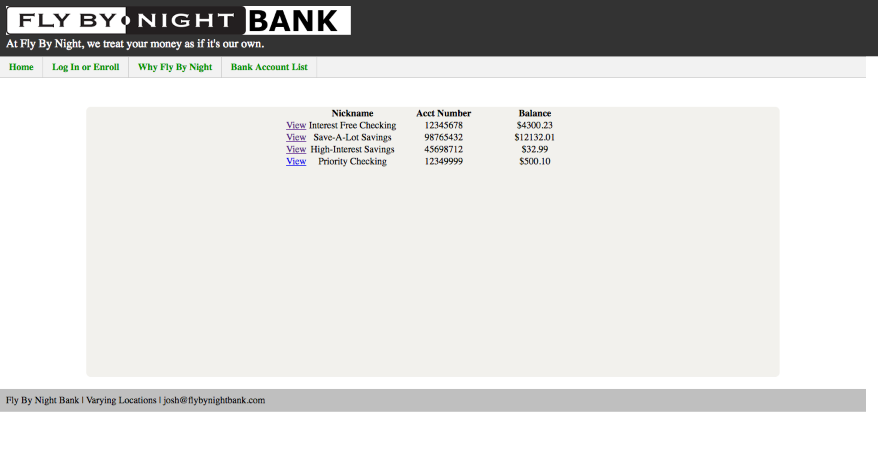 FLY BY NIGHT BANK
At Fly By Night, we treat your money as if it's our own.
Home Log In or Enroll Why Fly By Night Bank Account List
Nickname Acct Number Balance
View Interest Free Checking 12345678 $4300.23
View Save-A-Lot Savings 98765432 $12132.01
View High-Interest Savings 45698712 $32.99
View Priority Checking 12349999 $500.10
Fly By Night Bank | Varying Locations | josh@flybynightbank.com